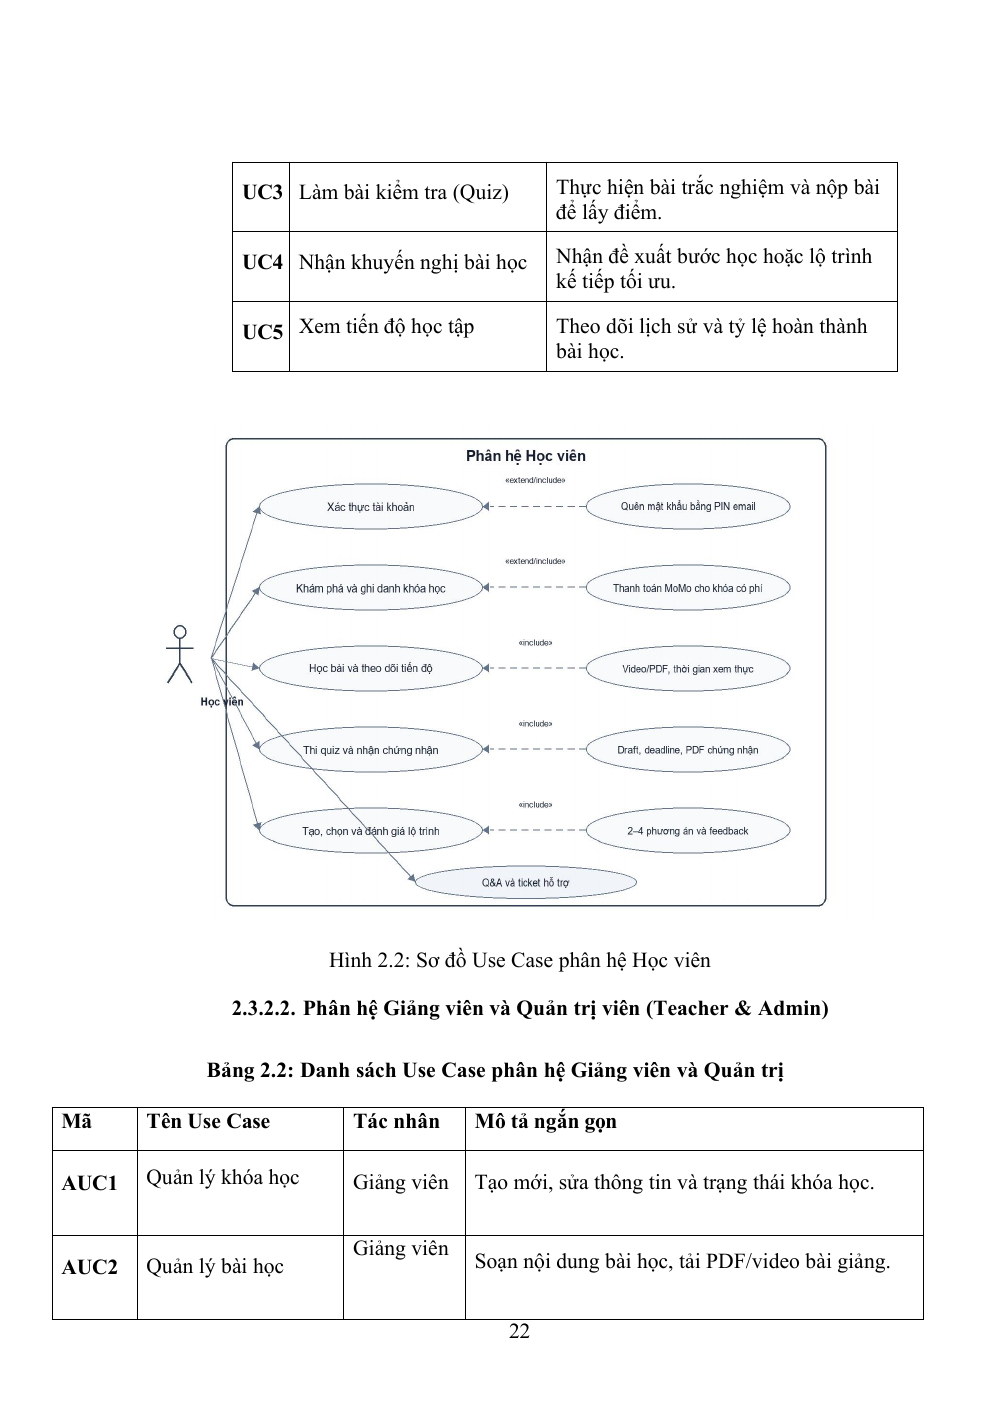 UC3 Làm bài kiểm tra (Quiz) Thực hiện bài trắc nghiệm và nộp bài
để lấy điểm.
UC4 Nhận khuyến nghị bài học Nhận đề xuất bước học hoặc lộ trình
kế tiếp tối ưu.
UC5 Xem tiến độ học tập Theo dõi lịch sử và tỷ lệ hoàn thành
bài học.
Phân hệ Học viên
«extend/include»
Xác thực tài khoản Quên mật khẩu bằng PIN email
«extend/include»
Khám phá và ghi danh khóa học Thanh toán MoMo cho khóa có phí
«include»
Học bài và theo dõi tiến độ Video/PDF, thời gian xem thực
Học viên
«include»
Thi quiz và nhận chứng nhận Draft, deadline, PDF chứng nhận
«include»
Tạo, chọn và đánh giá lộ trình 2–4 phương án và feedback
Q&A và ticket hỗ trợ
Hình 2.2: Sơ đồ Use Case phân hệ Học viên
2.3.2.2. Phân hệ Giảng viên và Quản trị viên (Teacher & Admin)
Bảng 2.2: Danh sách Use Case phân hệ Giảng viên và Quản trị
Mã Tên Use Case Tác nhân Mô tả ngắn gọn
AUC1 Quản lý khóa học Giảng viên Tạo mới, sửa thông tin và trạng thái khóa học.
AUC2 Quản lý bài học Giảng viên Soạn nội dung bài học, tải PDF/video bài giảng.
22